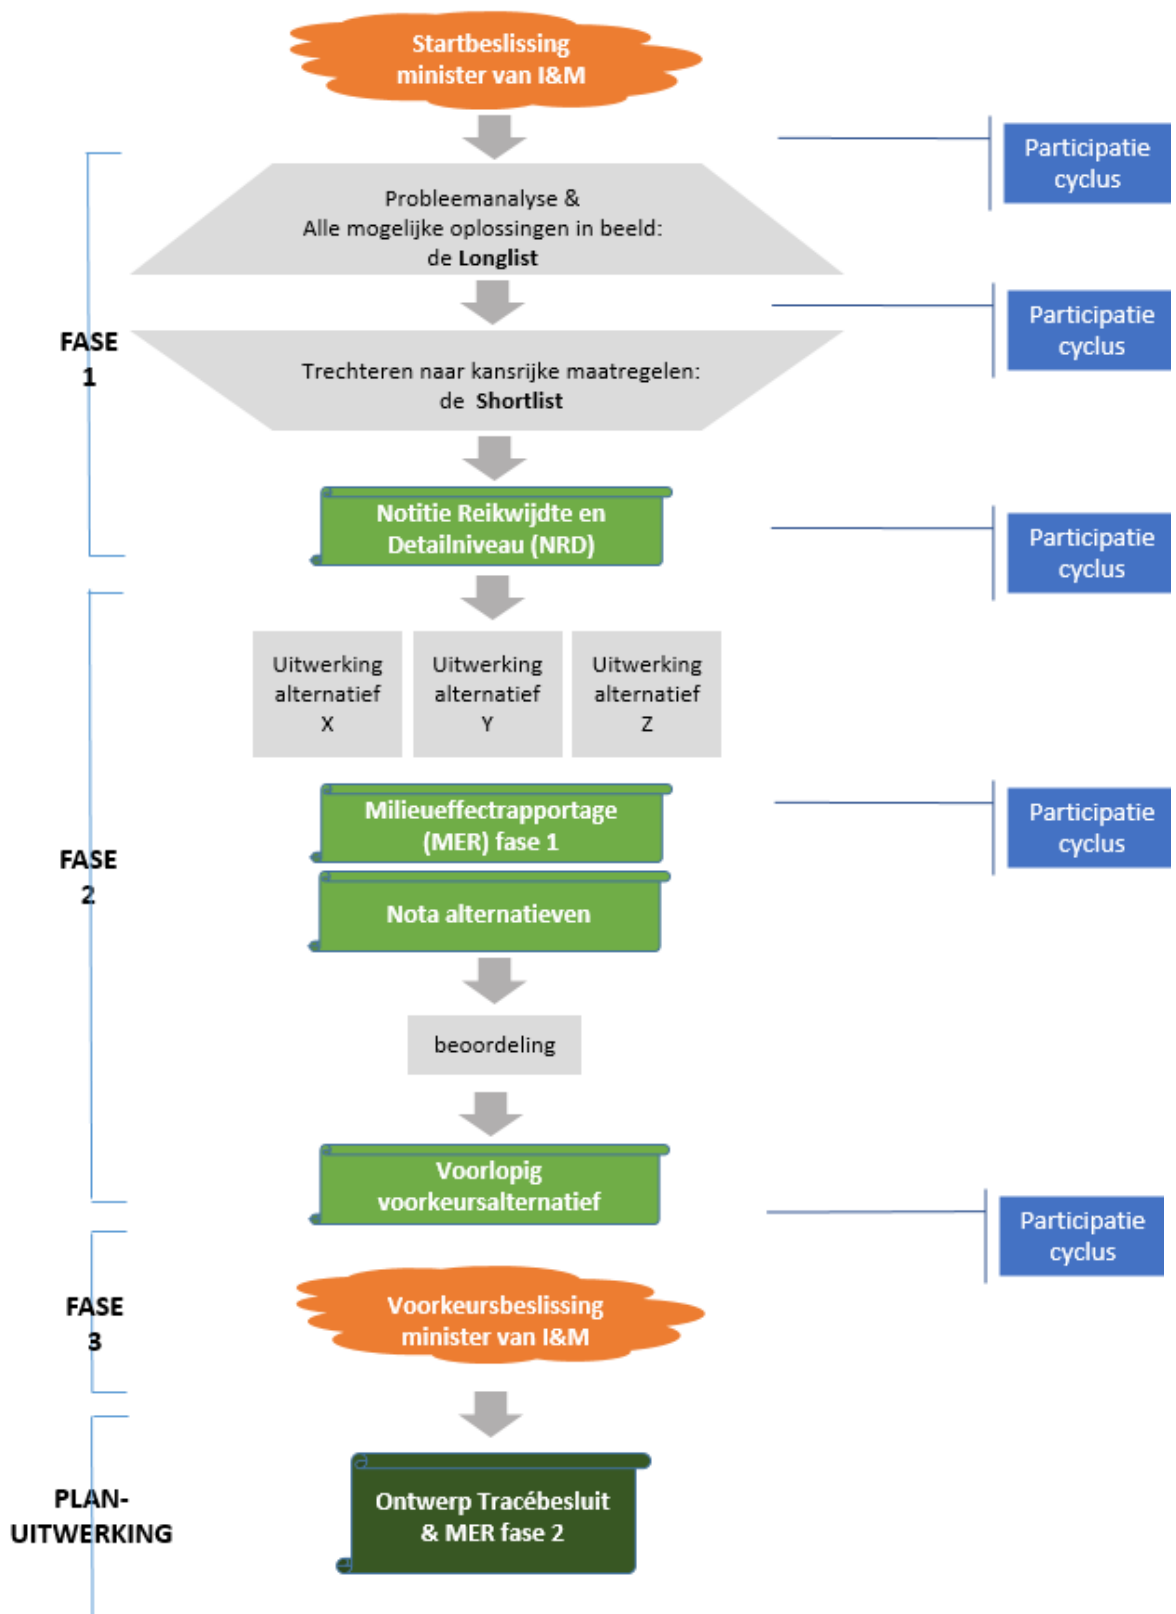 Startbeslissing
minister van I&M
Participatie
cyclus
Probleemanalyse &
Alle mogelijke oplossingen in beeld:
de Longlist
Participatie
cyclus
FASE
1
Trechteren naar kansrijke maatregelen:
de Shortlist
Notitie Reikwijdte en
Detailniveau (NRD)
Participatie
cyclus
Uitwerking
alternatief
X
Uitwerking
alternatief
Y
Uitwerking
alternatief
Z
Milieueffectrapportage
(MER) fase 1
Participatie
cyclus
FASE
2
Nota alternatieven
beoordeling
Voorlopig
voorkeursalternatief
Participatie
cyclus
FASE
3
Voorkeursbeslissing
minister van I&M
PLAN-
UITWERKING
Ontwerp Tracébesluit
& MER fase 2